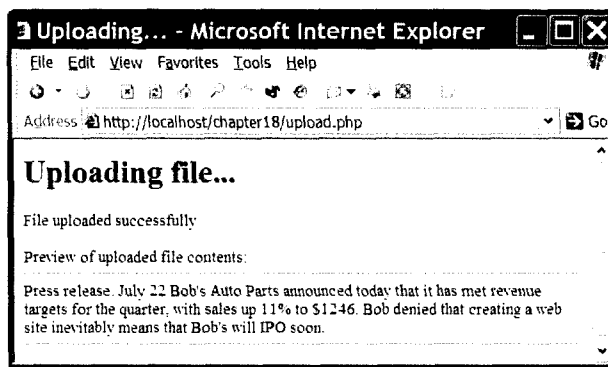 Uploading... - Microsoft Internet Explorer
File Edit View Favorites Tools Help
Address http://localhost/chapter18/upload.php Go
Uploading file...
File uploaded successfully
Preview of uploaded file contents:
Press release. July 22 Bob's Auto Parts announced today that it has met revenue
targets for the quarter, with sales up 11% to $1246. Bob denied that creating a web
site inevitably means that Bob's will IPO soon.